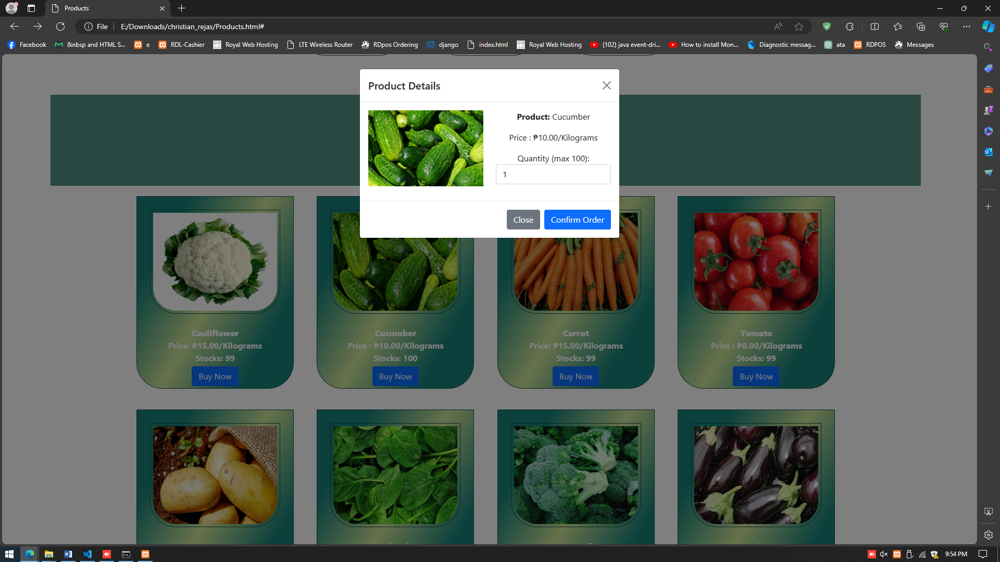 Products
File
E:/Downloads/christian_rejas/Products.html#
Facebook
&nbsp and HTML S...
e
RDL-Cashier
Royal Web Hosting
LTE Wireless Router
RDpos Ordering
django
index.html
Royal Web Hosting
(102) java event-dri...
How to install Mon...
Diagnostic messag...
ata
RDPOS
Messages
Product Details
Product: Cucumber
Price : ₱10.00/Kilograms
Quantity (max 100):
1
Close
Confirm Order
Cauliflower
Price: ₱15.00/Kilograms
Stocks: 99
Buy Now
Cucumber
Price : ₱10.00/Kilograms
Stocks: 100
Buy Now
Carrot
Price: ₱15.00/Kilograms
Stocks: 99
Buy Now
Tomato
Price : ₱8.00/Kilograms
Stocks: 99
Buy Now
9:54 PM